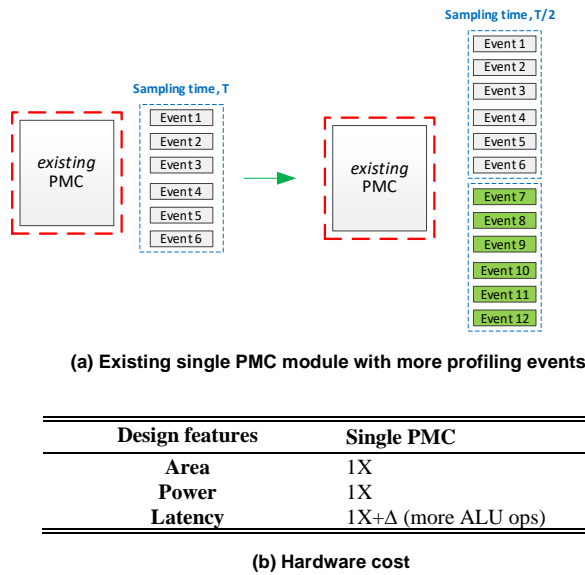 Sampling time, T/2
Event 1
Event 2
Sampling time, T
Event 3
Event 1
Event 4
Event 2
Event 5
existing
PMC
Event 3
existing
PMC
Event 6
Event 4
Event 7
Event 5
Event 8
Event 6
Event 9
Event 10
Event 11
Event 12
(a) Existing single PMC module with more profiling events
Design features Single PMC
Area 1X
Power 1X
Latency 1X+Δ (more ALU ops)
(b) Hardware cost